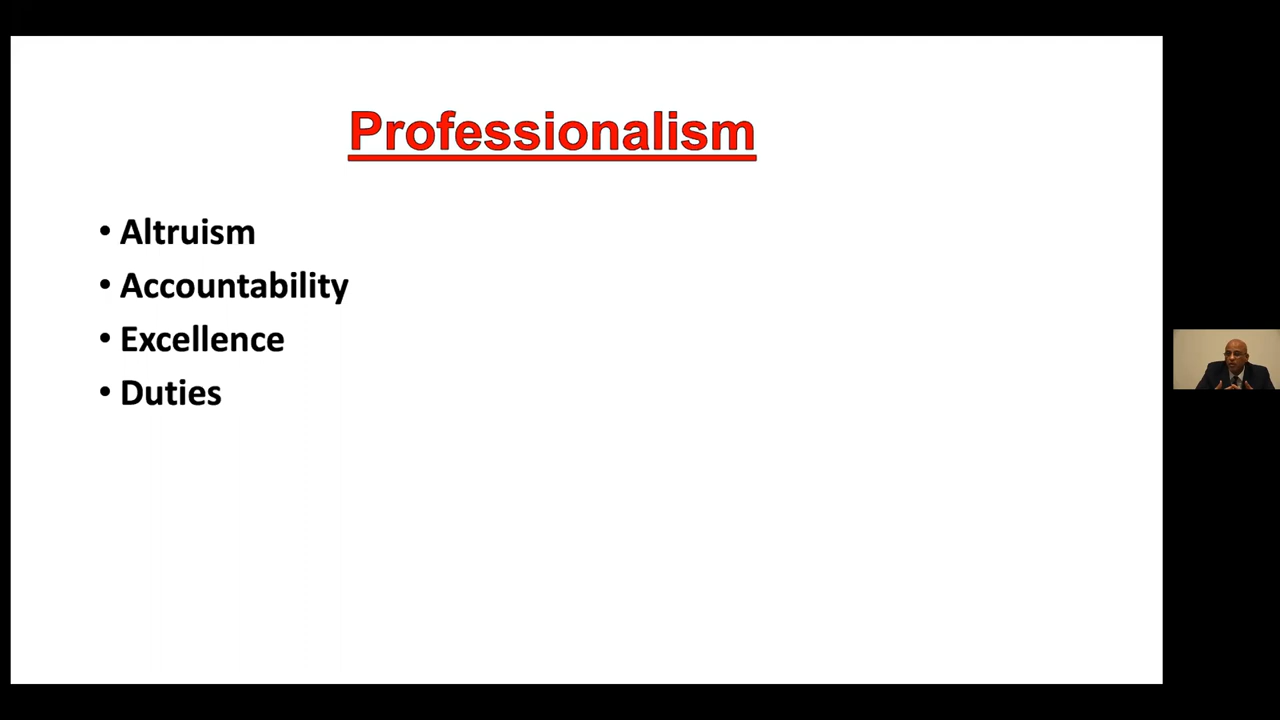 Professionalism
• Altruism
• Accountability
• Excellence
• Duties